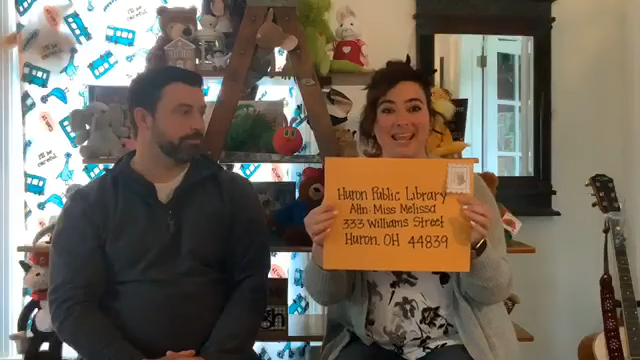 Huron Public Library
Attn: Miss Melissa
333 Williams Street
Huron, OH 44839